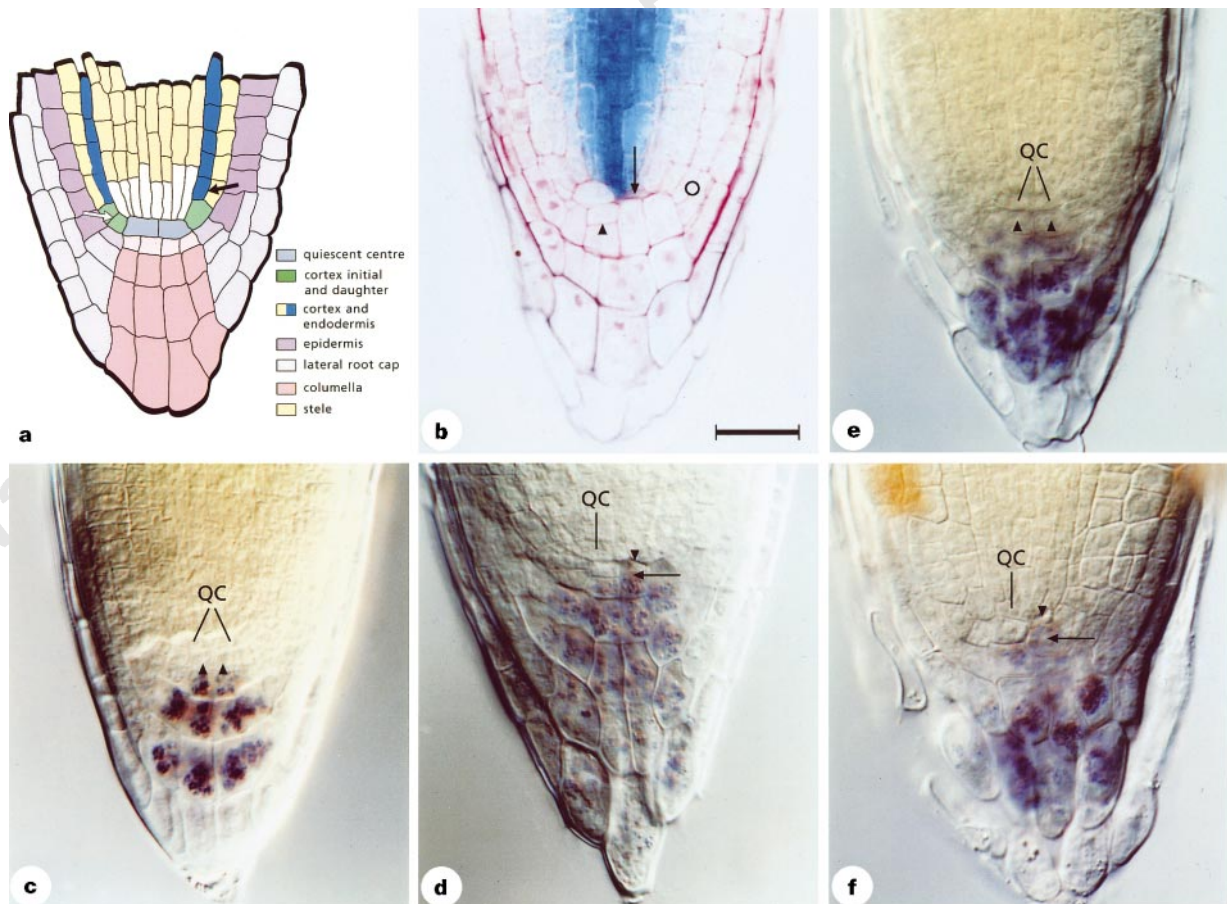 quiescent centre
cortex initial
and daughter
cortex and
endodermis
epidermis
lateral root cap
columella
stele
a
b
QC
e
QC
c
QC
d
QC
f